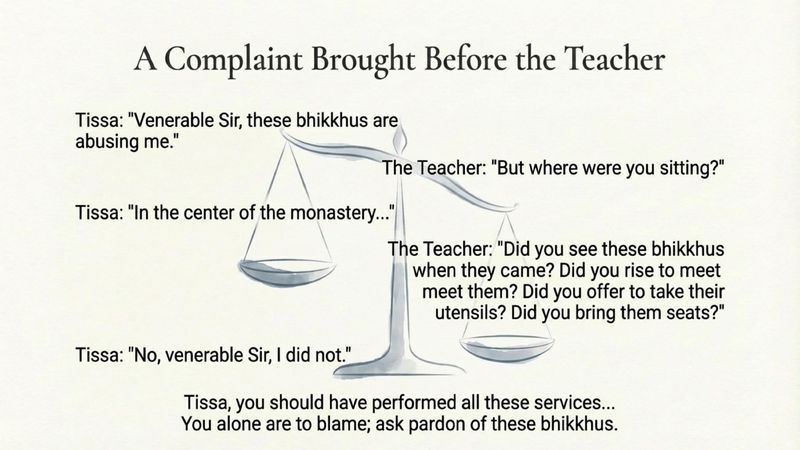 A Complaint Brought Before the Teacher
Tissa: "Venerable Sir, these bhikkhus are
abusing me."
The Teacher: "But where were you sitting?"
Tissa: "In the center of the monastery..."
The Teacher: "Did you see these bhikkhus
when they came? Did you rise to meet
meet them? Did you offer to take their
utensils? Did you bring them seats?"
Tissa: "No, venerable Sir, I did not."
Tissa, you should have performed all these services...
You alone are to blame; ask pardon of these bhikkhus.